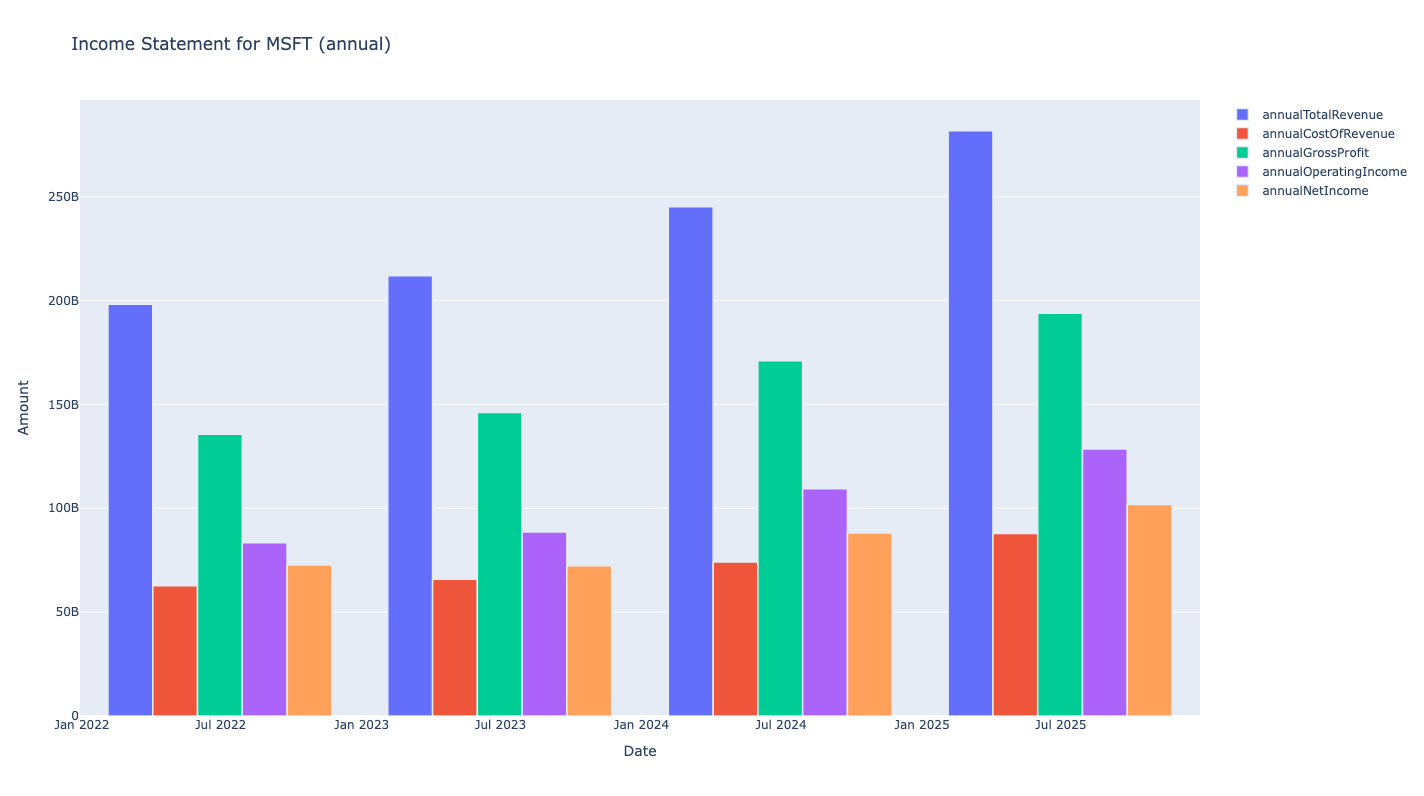 Income Statement for MSFT (annual)
annualTotalRevenue
annualCostOfRevenue
annualGrossProfit
annualOperatingIncome
annualNetIncome
250B
200B
150B
100B
50B
0
Amount
Jan 2022 Jul 2022 Jan 2023 Jul 2023 Jan 2024 Jul 2024 Jan 2025 Jul 2025
Date